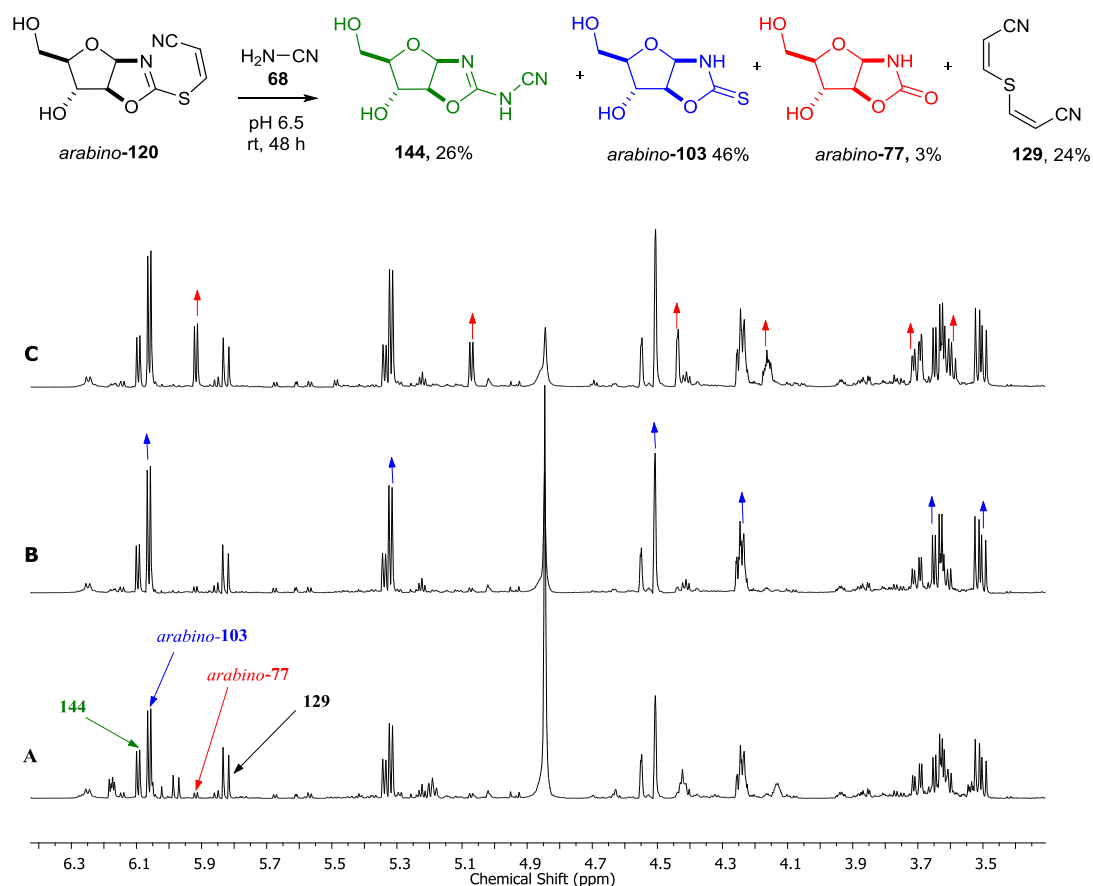 HO
O
NC
N
O
S
HO
arabino-120
H₂N—CN
68
pH 6.5
rt, 48 h
HO
O
N
CN
O
N
H
HO
144, 26%
+
HO
O
NH
O
S
HO
arabino-103 46%
+
HO
O
NH
O
O
HO
arabino-77, 3%
+
CN
S
CN
129, 24%
C
B
arabino-103
arabino-77
144
129
A
6.3 6.1 5.9 5.7 5.5 5.3 5.1 4.9 4.7 4.5 4.3 4.1 3.9 3.7 3.5
Chemical Shift (ppm)